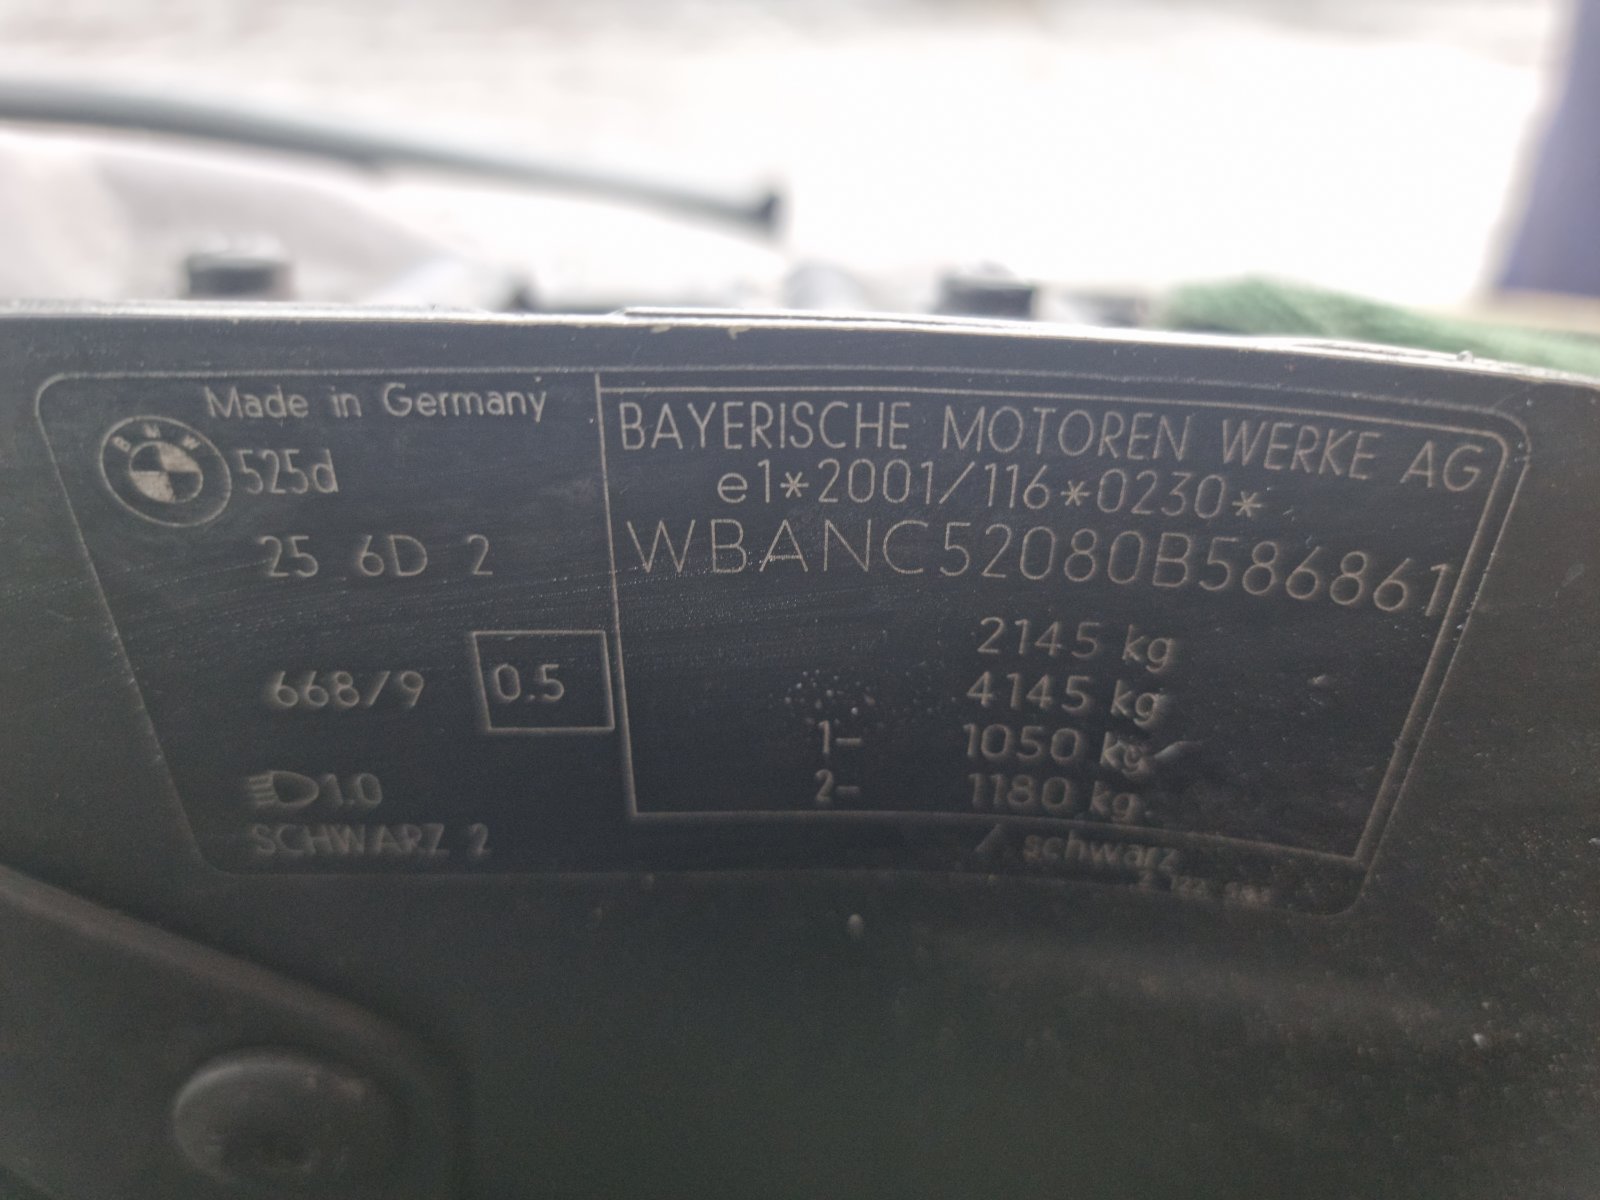 Made in Germany
BMW
525d
25 6D 2
668/9 0.5
1.0
SCHWARZ 2
BAYERISCHE MOTOREN WERKE AG
e1*2001/116*0230*
WBANC52080B586861
2145 kg
4145 kg
1- 1050 kg
2- 1180 kg
/ schwarz